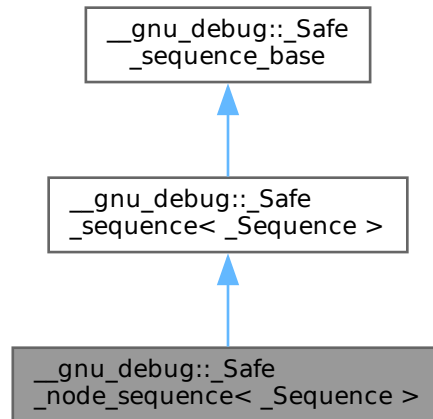 __gnu_debug::_Safe
_sequence_base
__gnu_debug::_Safe
_sequence< _Sequence >
__gnu_debug::_Safe
_node_sequence< _Sequence >